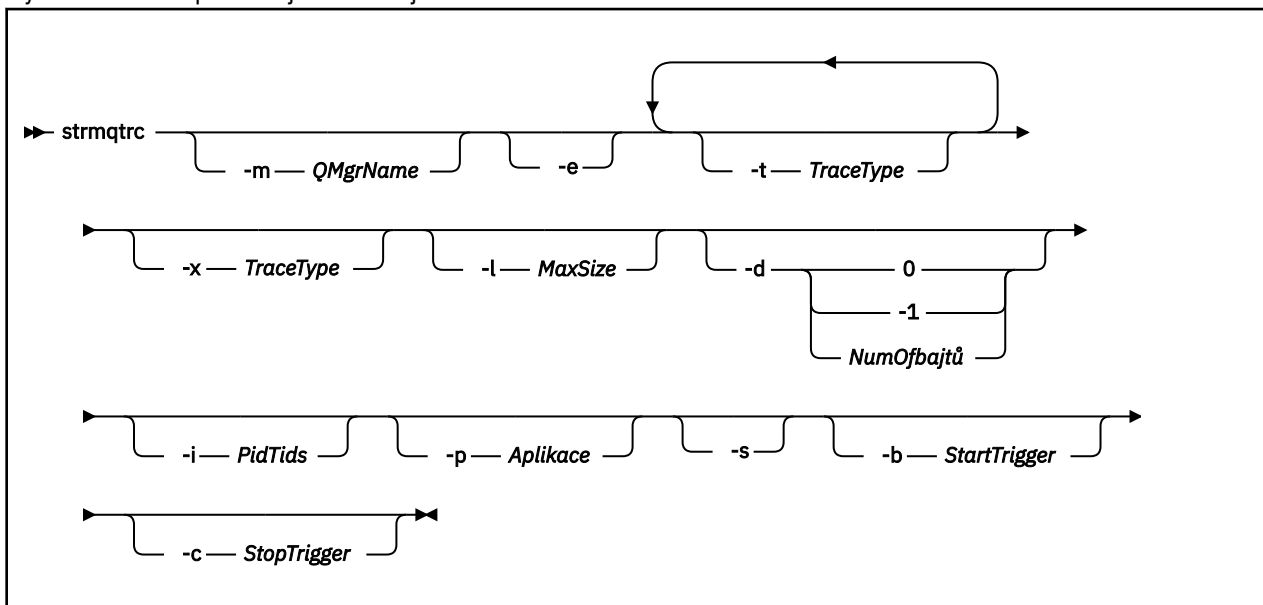 strmqtrc
-m QMgrName
-e
-t TraceType
-x TraceType
-l MaxSize
-d
0
-1
NumOfbajtů
-i PidTids
-p Aplikace
-s
-b StartTrigger
-c StopTrigger